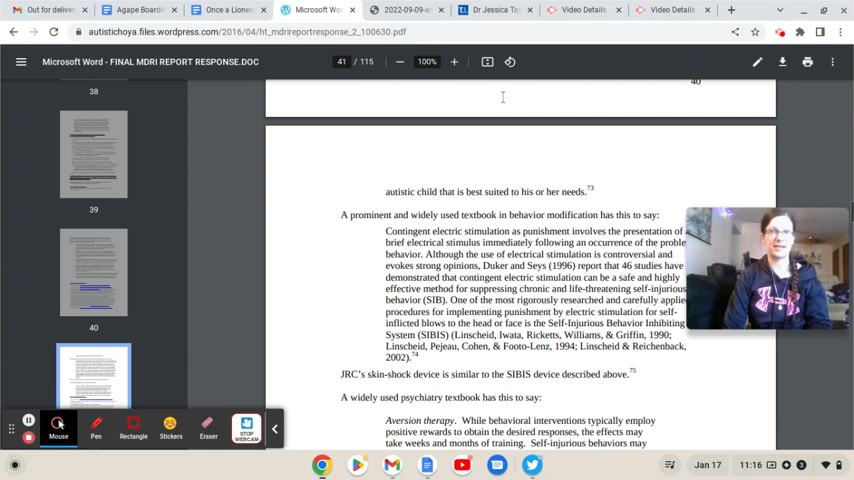 Out for deliver
Agape Boardin
Once a Liones
Microsoft Wor
2022-09-09-ar
Dr Jessica Tay
Video Details -
Video Details -
autistichoya.files.wordpress.com/2016/04/ht_mdrireportresponse_2_100630.pdf
Microsoft Word - FINAL MDRI REPORT RESPONSE.DOC
41 / 115
100%
38
39
40
40
autistic child that is best suited to his or her needs.73
A prominent and widely used textbook in behavior modification has this to say:
Contingent electric stimulation as punishment involves the presentation of
brief electrical stimulus immediately following an occurrence of the proble
behavior. Although the use of electrical stimulation is controversial and
evokes strong opinions, Duker and Seys (1996) report that 46 studies have
demonstrated that contingent electric stimulation can be a safe and highly
effective method for suppressing chronic and life-threatening self-injurious
behavior (SIB). One of the most rigorously researched and carefully applie
procedures for implementing punishment by electric stimulation for self-
inflicted blows to the head or face is the Self-Injurious Behavior Inhibiting
System (SIBIS) (Linscheid, Iwata, Ricketts, Williams, & Griffin, 1990;
Linscheid, Pejeau, Cohen, & Footo-Lenz, 1994; Linscheid & Reichenback,
2002).74
JRC's skin-shock device is similar to the SIBIS device described above.75
A widely used psychiatry textbook has this to say:
Aversion therapy. While behavioral interventions typically employ
positive rewards to obtain the desired responses, the effects may
take weeks and months of training. Self-injurious behaviors may
Mouse
Pen
Rectangle
Stickers
Eraser
STOP
WEBCAM
Jan 17
11:16
3